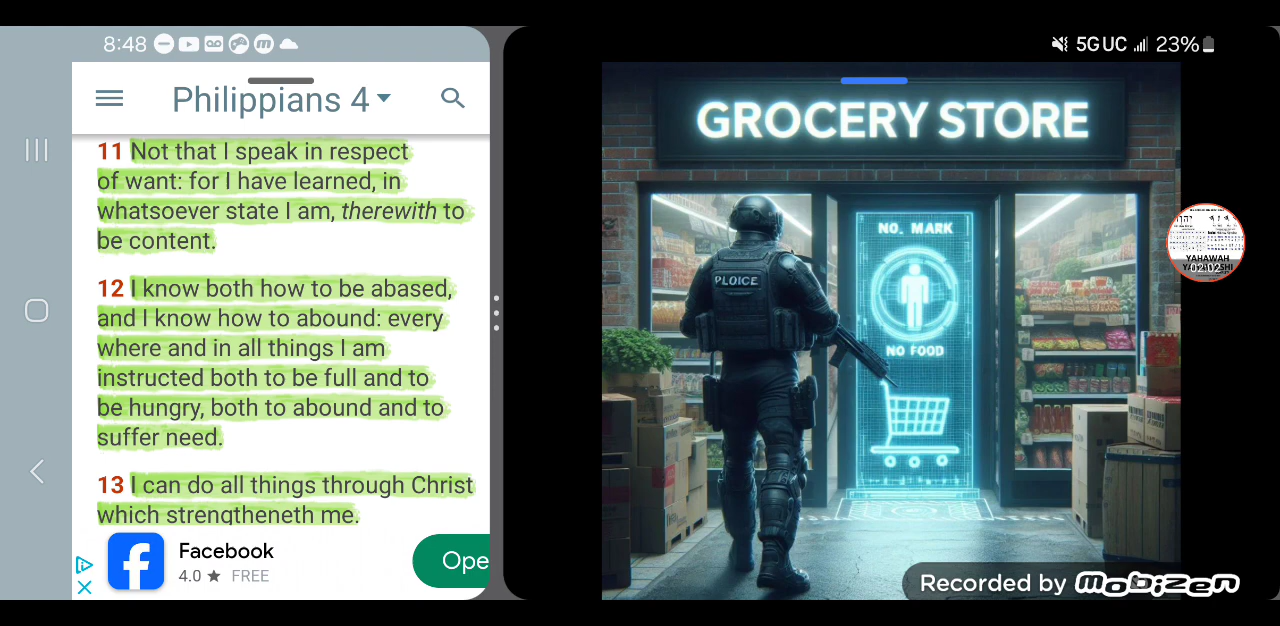 8:48
5GUC
23%
Philippians 4
11 Not that I speak in respect
of want: for I have learned, in
whatsoever state I am, therewith to
be content.
12 I know both how to be abased,
and I know how to abound: every
where and in all things I am
instructed both to be full and to
be hungry, both to abound and to
suffer need.
13 I can do all things through Christ
which strengtheneth me.
Facebook
4.0 ★ FREE
Ope
GROCERY STORE
NO. MARK
PLOICE
NO FOOD
YAHAWAH
02:02
Recorded by Mobizen